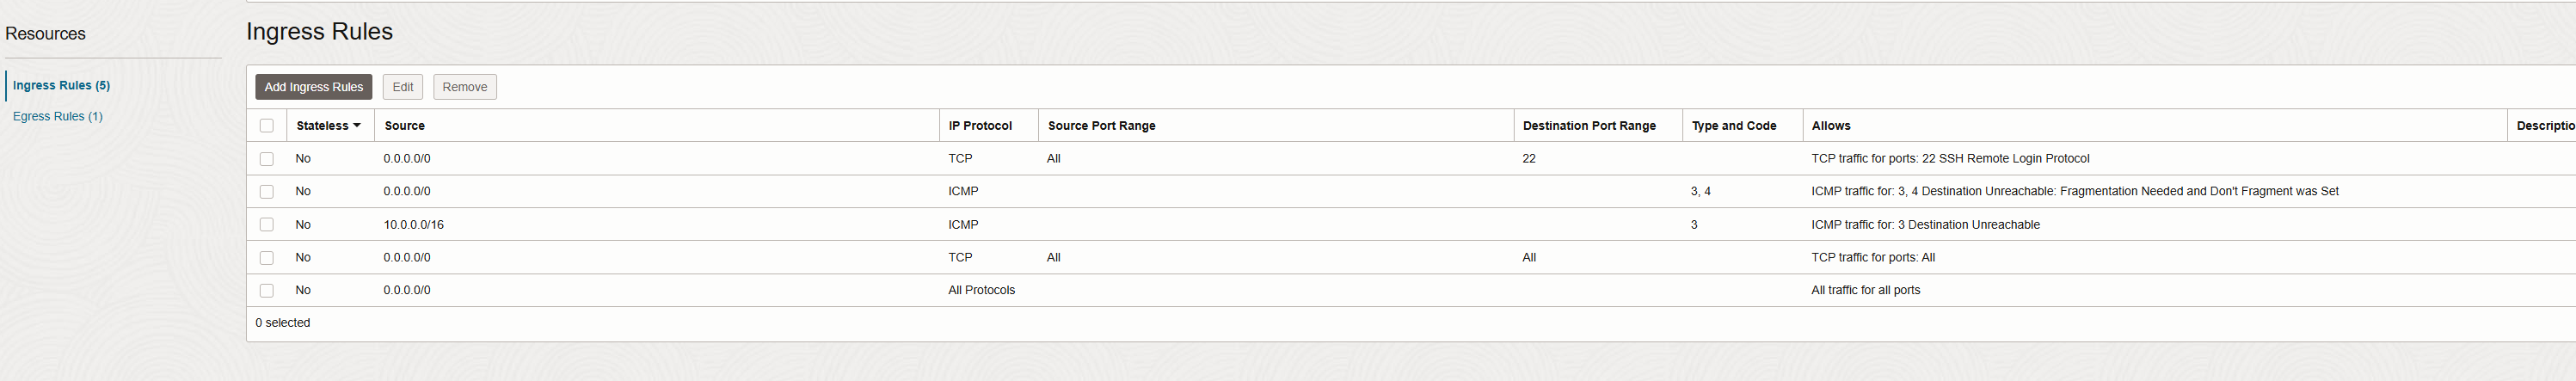 Resources
Ingress Rules (5)
Egress Rules (1)
Ingress Rules
Add Ingress Rules Edit Remove
Stateless Source IP Protocol Source Port Range Destination Port Range Type and Code Allows Descriptio
No 0.0.0.0/0 TCP All 22 TCP traffic for ports: 22 SSH Remote Login Protocol
No 0.0.0.0/0 ICMP 3, 4 ICMP traffic for: 3, 4 Destination Unreachable: Fragmentation Needed and Don't Fragment was Set
No 10.0.0.0/16 ICMP 3 ICMP traffic for: 3 Destination Unreachable
No 0.0.0.0/0 TCP All All TCP traffic for ports: All
No 0.0.0.0/0 All Protocols All traffic for all ports
0 selected